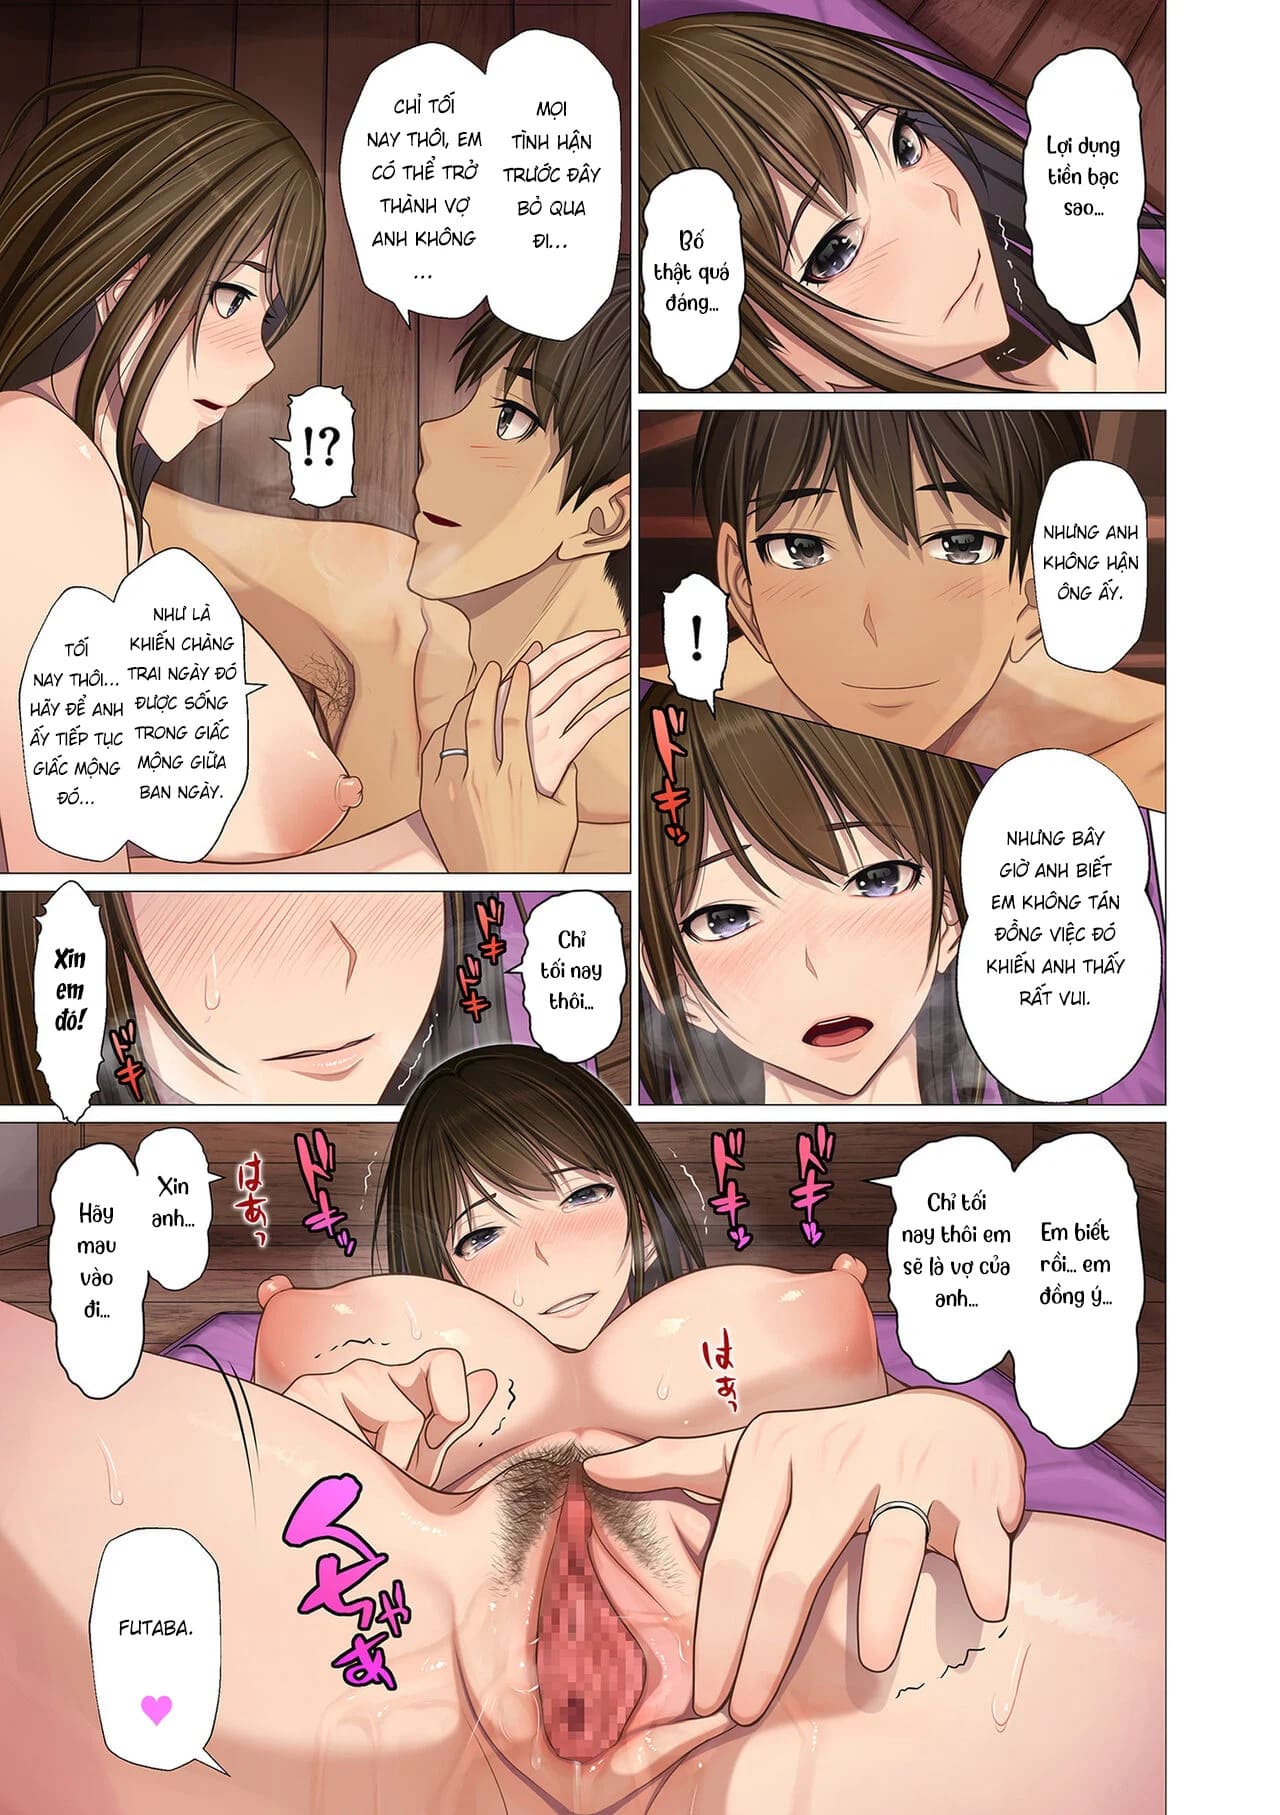 Lợi dụng
tiền bạc
sao...
Bố
thật quá
đáng...
NHƯNG ANH
KHÔNG HẬN
ÔNG ẤY.
!
ドキッ
NHƯNG BÂY
GIỜ ANH BIẾT
EM KHÔNG TÁN
ĐỒNG VIỆC ĐÓ
KHIẾN ANH THẤY
RẤT VUI.
MỌI
TÌNH HẬN
TRƯỚC ĐÂY
BỎ QUA
ĐI...
CHỈ TỐI
NAY THÔI, EM
CÓ THỂ TRỞ
THÀNH VỢ
ANH KHÔNG
...
!?
NHƯ LÀ
KHIẾN CHÀNG
TRAI NGÀY ĐÓ
ĐƯỢC SỐNG
TRONG GIẤC
MỘNG GIỮA
BAN NGÀY.
TỐI
NAY THÔI...
HÃY ĐỂ ANH
ẤY TIẾP TỤC
GIẤC MỘNG
ĐÓ...
Chỉ
tối nay
thôi...
ドキッ
ドキッ
Xin
em
đó!
ドキッ
Em biết
rồi... em
đồng ý...
Chỉ tối
nay thôi em
sẽ là vợ của
anh...
ドキッ
ドキッ
ドキッ
はぁっ
Xin
anh...
Hãy
mau
vào
đi...
はぁっ
くちゃぁ
FUTABA.
♥